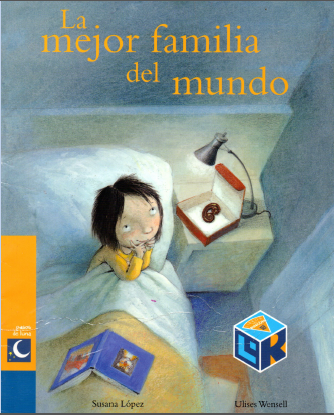 La
mejor familia
del mundo
Susana López
Ulises Wensell